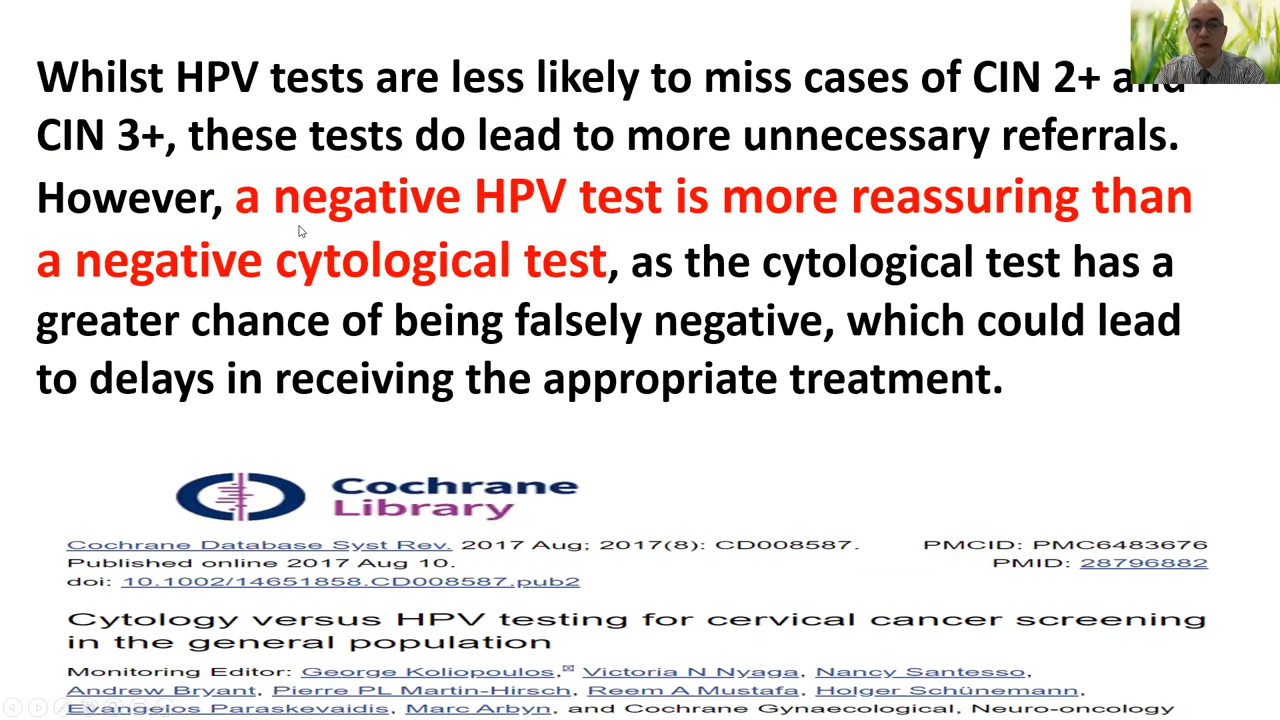 Whilst HPV tests are less likely to miss cases of CIN 2+ and
CIN 3+, these tests do lead to more unnecessary referrals.
However, a negative HPV test is more reassuring than
a negative cytological test, as the cytological test has a
greater chance of being falsely negative, which could lead
to delays in receiving the appropriate treatment.
Cochrane
Library
Cochrane Database Syst Rev. 2017 Aug; 2017(8): CD008587. PMCID: PMC6483676
Published online 2017 Aug 10. PMID: 28796882
doi: 10.1002/14651858.CD008587.pub2
Cytology versus HPV testing for cervical cancer screening
in the general population
Monitoring Editor: George Koliopoulos, Victoria N Nyaga, Nancy Santesso,
Andrew Bryant, Pierre PL Martin-Hirsch, Reem A Mustafa, Holger Schünemann,
Evangelos Paraskevaidis, Marc Arbyn, and Cochrane Gynaecological, Neuro-oncology